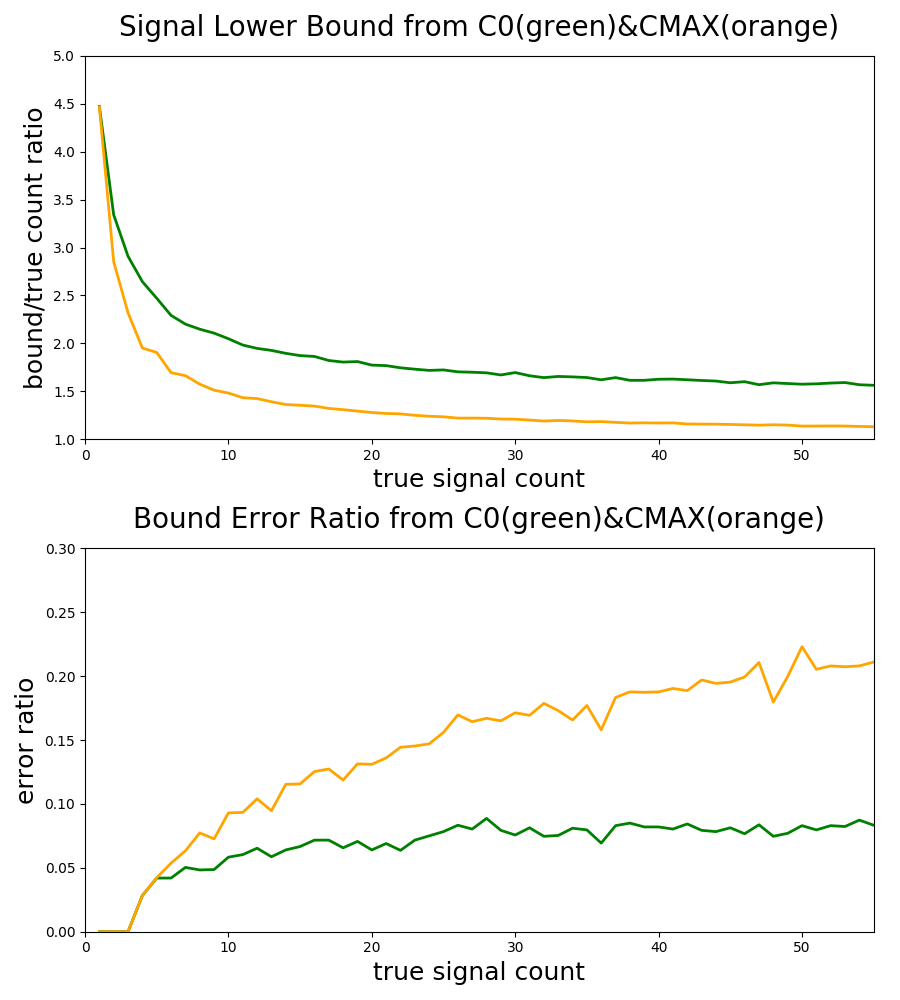 Signal Lower Bound from C0(green)&CMAX(orange)
5.0
4.5
4.0
3.5
3.0
2.5
2.0
1.5
1.0
bound/true count ratio
0 10 20 30 40 50
true signal count
Bound Error Ratio from C0(green)&CMAX(orange)
0.30
0.25
0.20
0.15
0.10
0.05
0.00
error ratio
0 10 20 30 40 50
true signal count